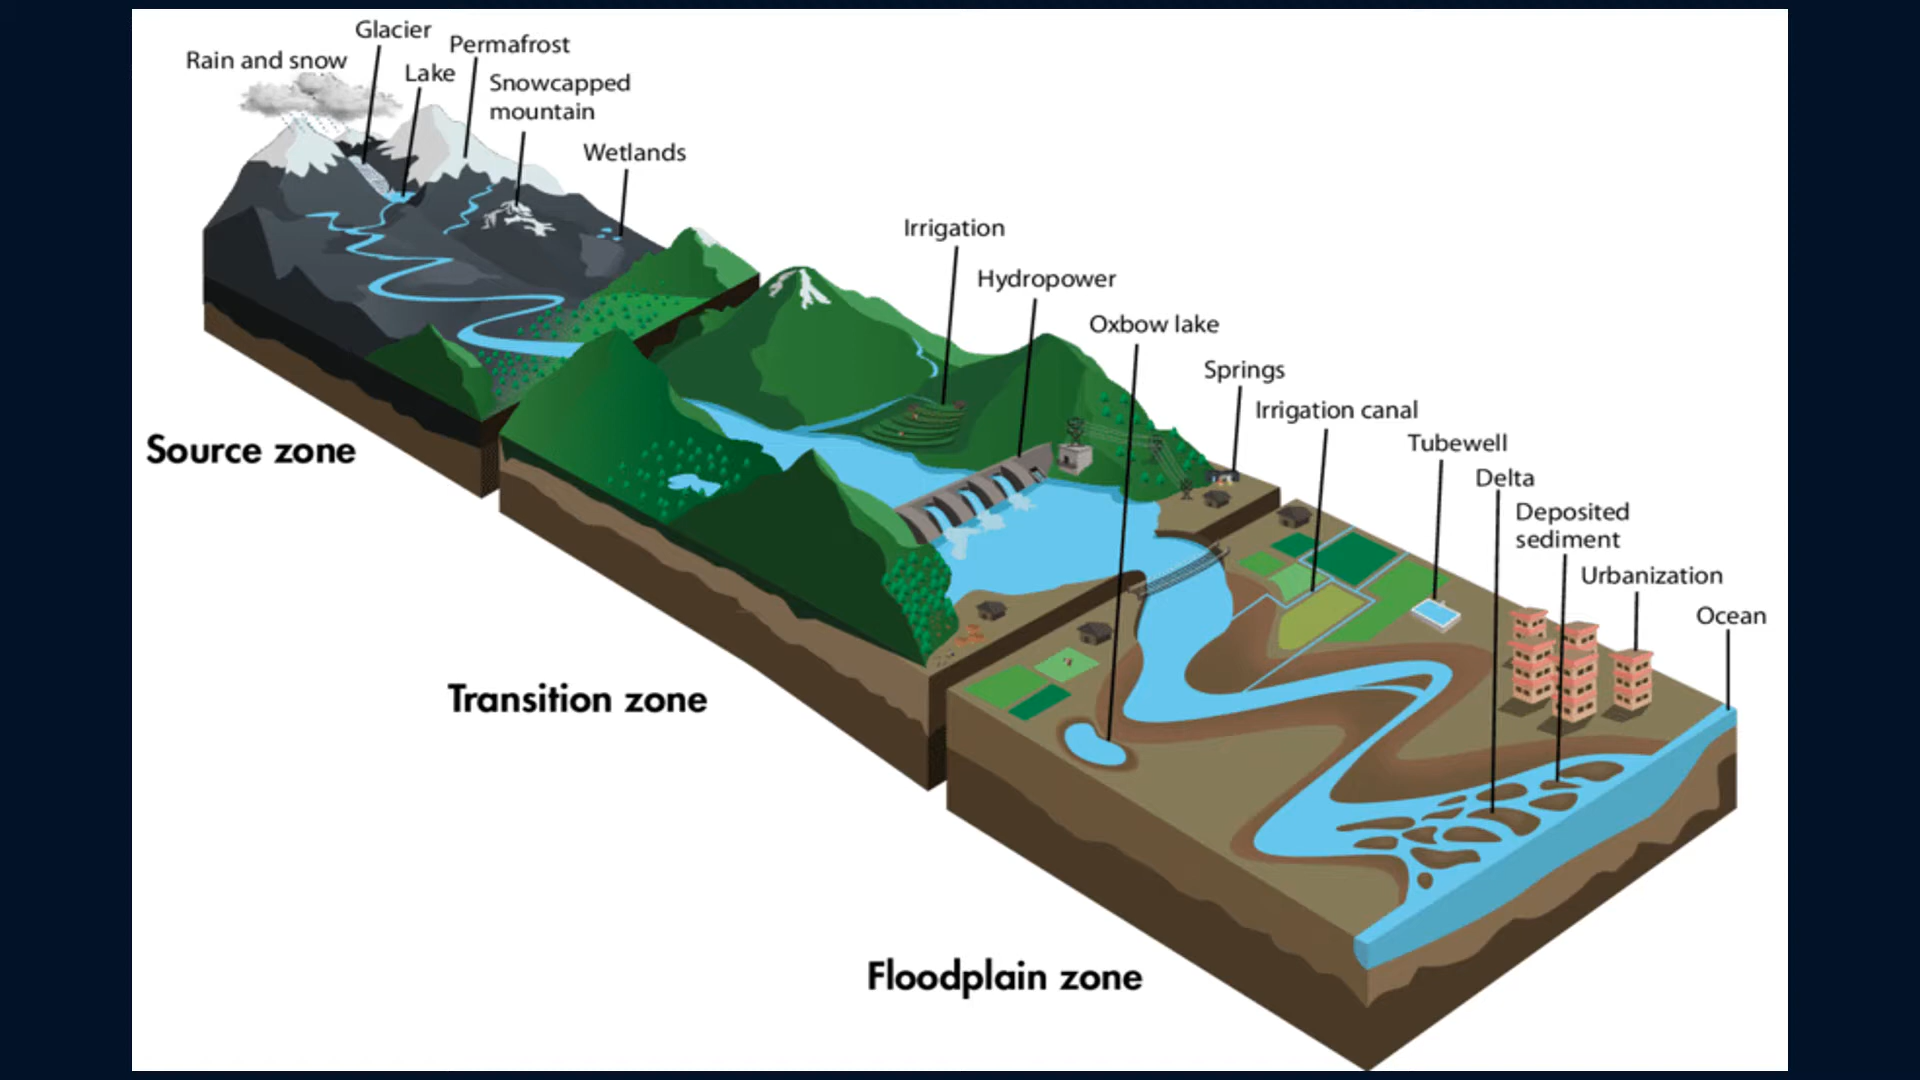 Glacier
Permafrost
Rain and snow
Lake
Snowcapped
mountain
Wetlands
Irrigation
Hydropower
Oxbow lake
Springs
Irrigation canal
Tubewell
Source zone
Delta
Deposited
sediment
Urbanization
Ocean
Transition zone
Floodplain zone